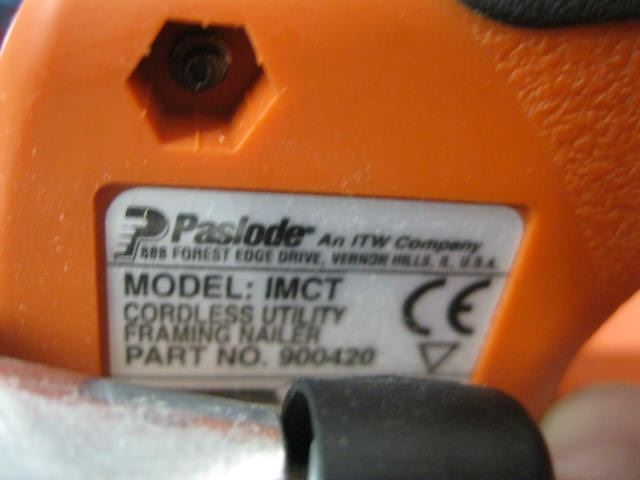 Paslode An ITW Company
888 FOREST EDGE DRIVE, VERNON HILLS, IL U.S.A.
MODEL: IMCT
CORDLESS UTILITY
FRAMING NAILER
PART NO. 900420
CE